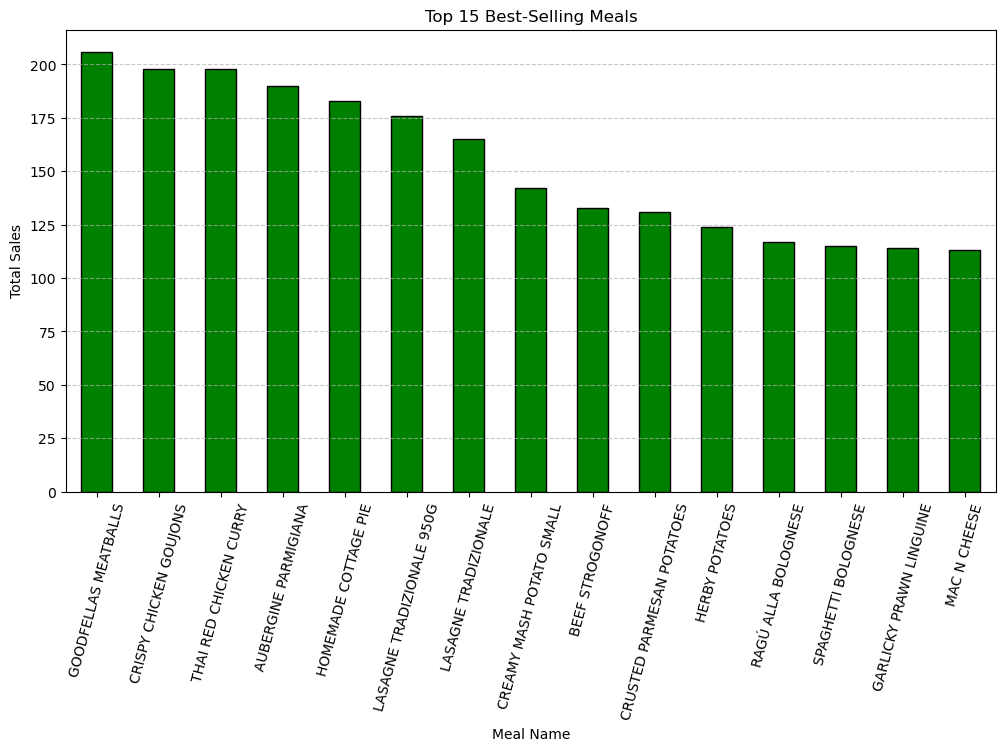 Top 15 Best-Selling Meals
Total Sales
200
175
150
125
100
75
50
25
0
GOODFELLAS MEATBALLS
CRISPY CHICKEN GOUJONS
THAI RED CHICKEN CURRY
AUBERGINE PARMIGIANA
HOMEMADE COTTAGE PIE
LASAGNE TRADIZIONALE 950G
LASAGNE TRADIZIONALE
CREAMY MASH POTATO SMALL
BEEF STROGONOFF
CRUSTED PARMESAN POTATOES
HERBY POTATOES
RAGÚ ALLA BOLOGNESE
SPAGHETTI BOLOGNESE
GARLICKY PRAWN LINGUINE
MAC N CHEESE
Meal Name